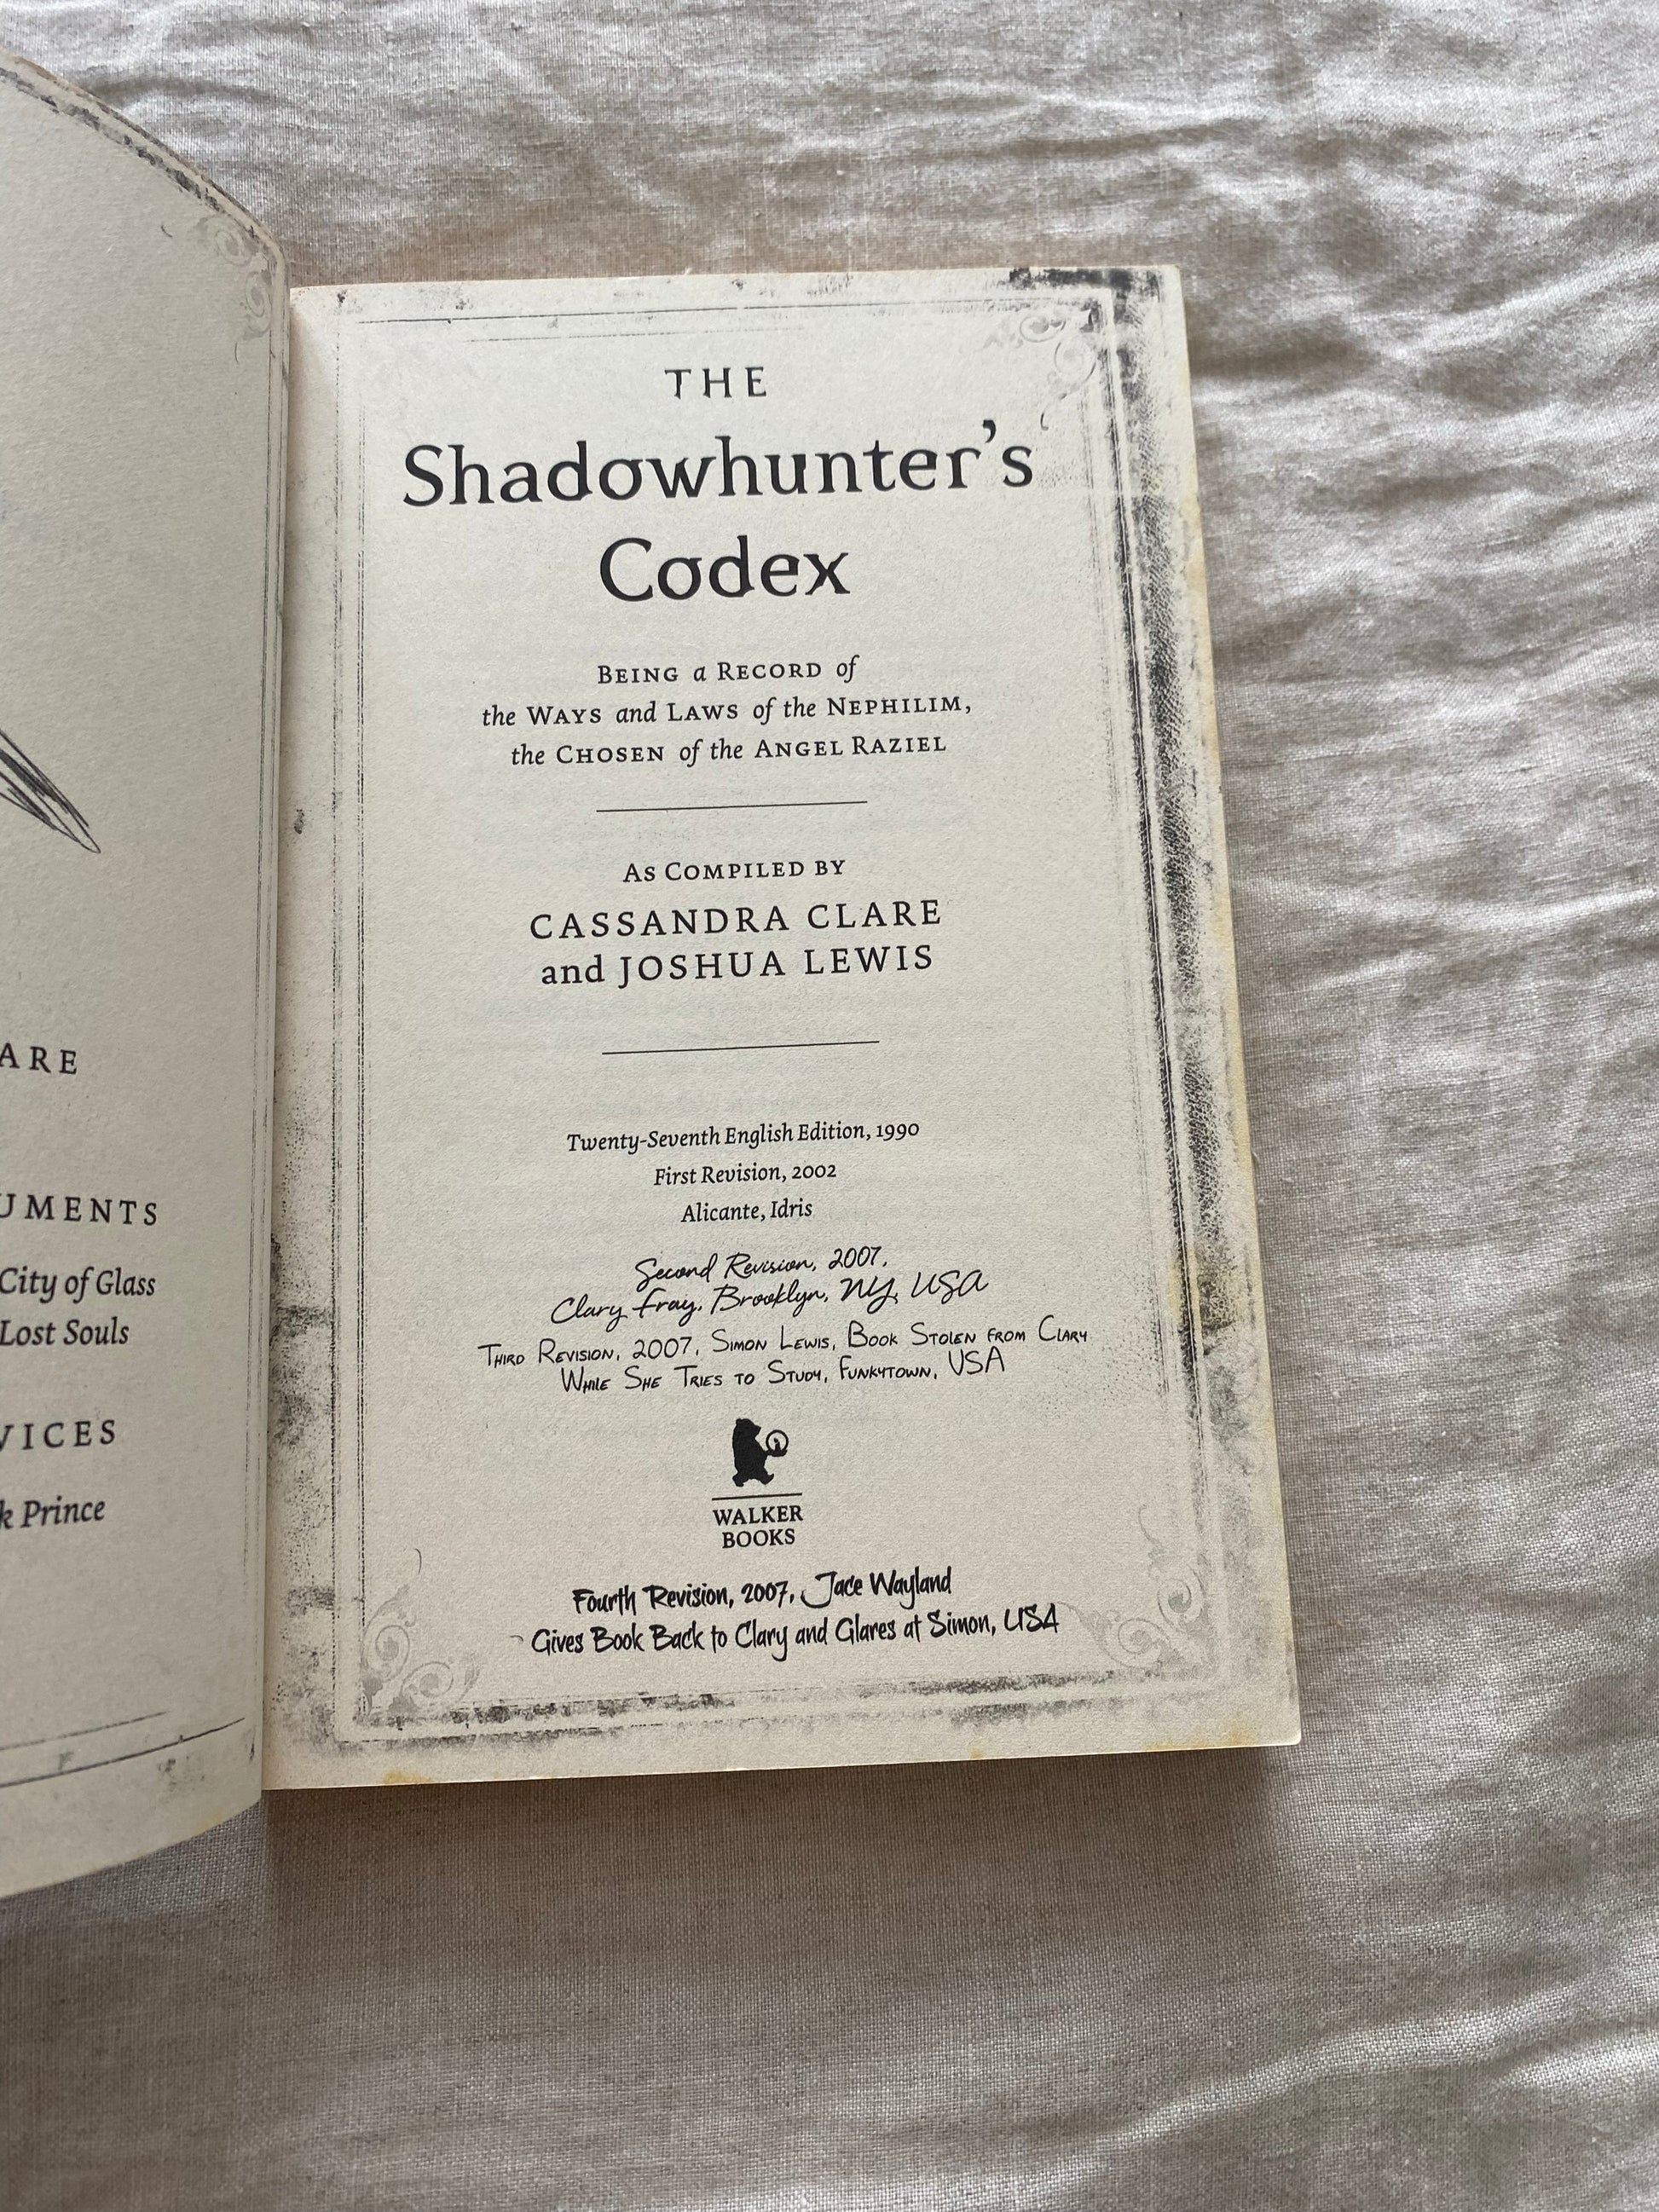 ARE
UMENTS
City of Glass
Lost Souls
VICES
k Prince
THE
Shadowhunter's
Codex
BEING a RECORD of
the WAYS and LAWS of the NEPHILIM,
the CHOSEN of the ANGEL RAZIEL
AS COMPILED BY
CASSANDRA CLARE
and JOSHUA LEWIS
Twenty-Seventh English Edition, 1990
First Revision, 2002
Alicante, Idris
Second Revision, 2007,
Clary Fray, Brooklyn, NY, USA
THIRD REVISION, 2007, SIMON LEWIS, BOOK STOLEN FROM CLARY
WHILE SHE TRIES TO STUDY, FUNKYTOWN, USA
WALKER
BOOKS
Fourth Revision, 2007, Jace Wayland
Gives Book Back to Clary and Glares at Simon, USA